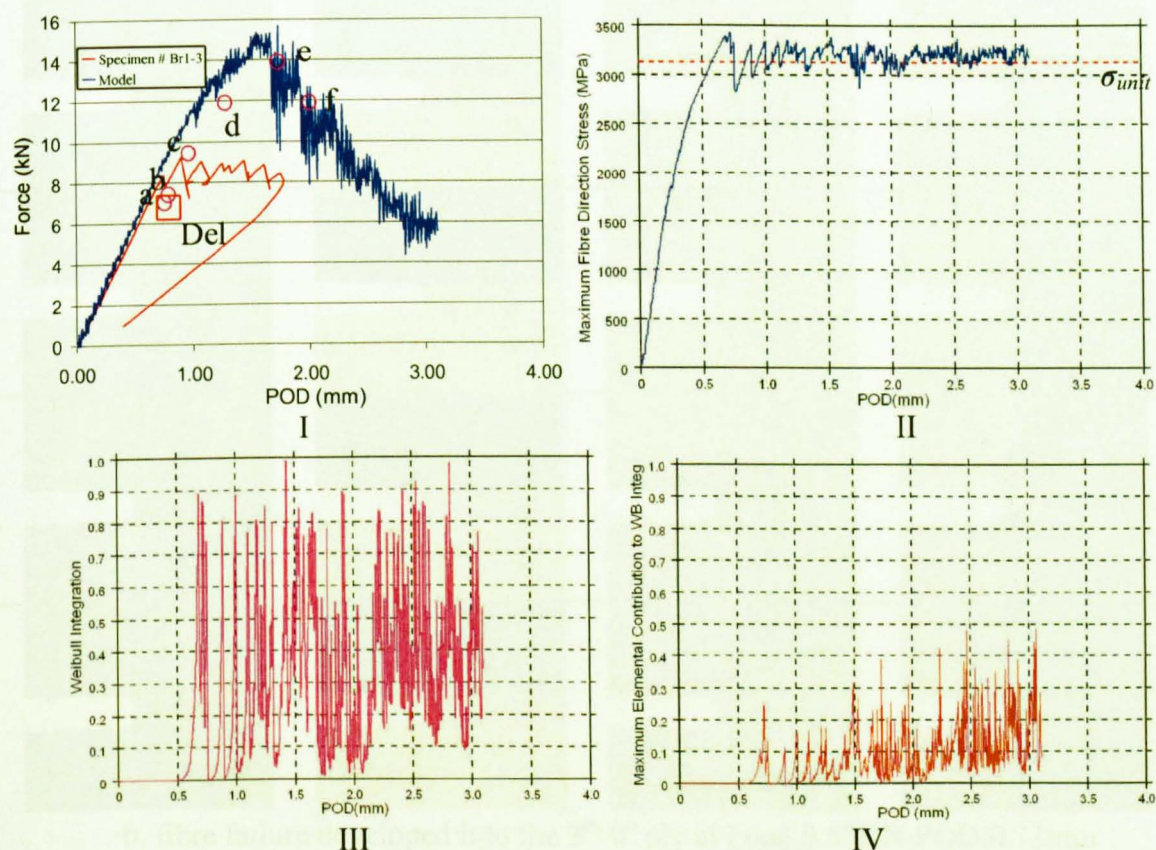 16
14
12
10
8
6
4
2
0
Force (kN)
Specimen # Br1-3
Model
a
b
c
d
e
f
Del
0.00 1.00 2.00 3.00 4.00
POD (mm)
I
3500
3000
2500
2000
1500
1000
500
0
Maximum Fibre Direction Stress (MPa)
σunit
0 0.5 1.0 1.5 2.0 2.5 3.0 3.5 4.0
POD(mm)
II
1.0
0.9
0.8
0.7
0.6
0.5
0.4
0.3
0.2
0.1
0
Weibull Integration
0 0.5 1.0 1.5 2.0 2.5 3.0 3.5 4.0
POD(mm)
III
1.0
0.9
0.8
0.7
0.6
0.5
0.4
0.3
0.2
0.1
0
Maximum Elemental Contribution to WB Integ
0 0.5 1.0 1.5 2.0 2.5 3.0 3.5 4.0
POD (mm)
IV